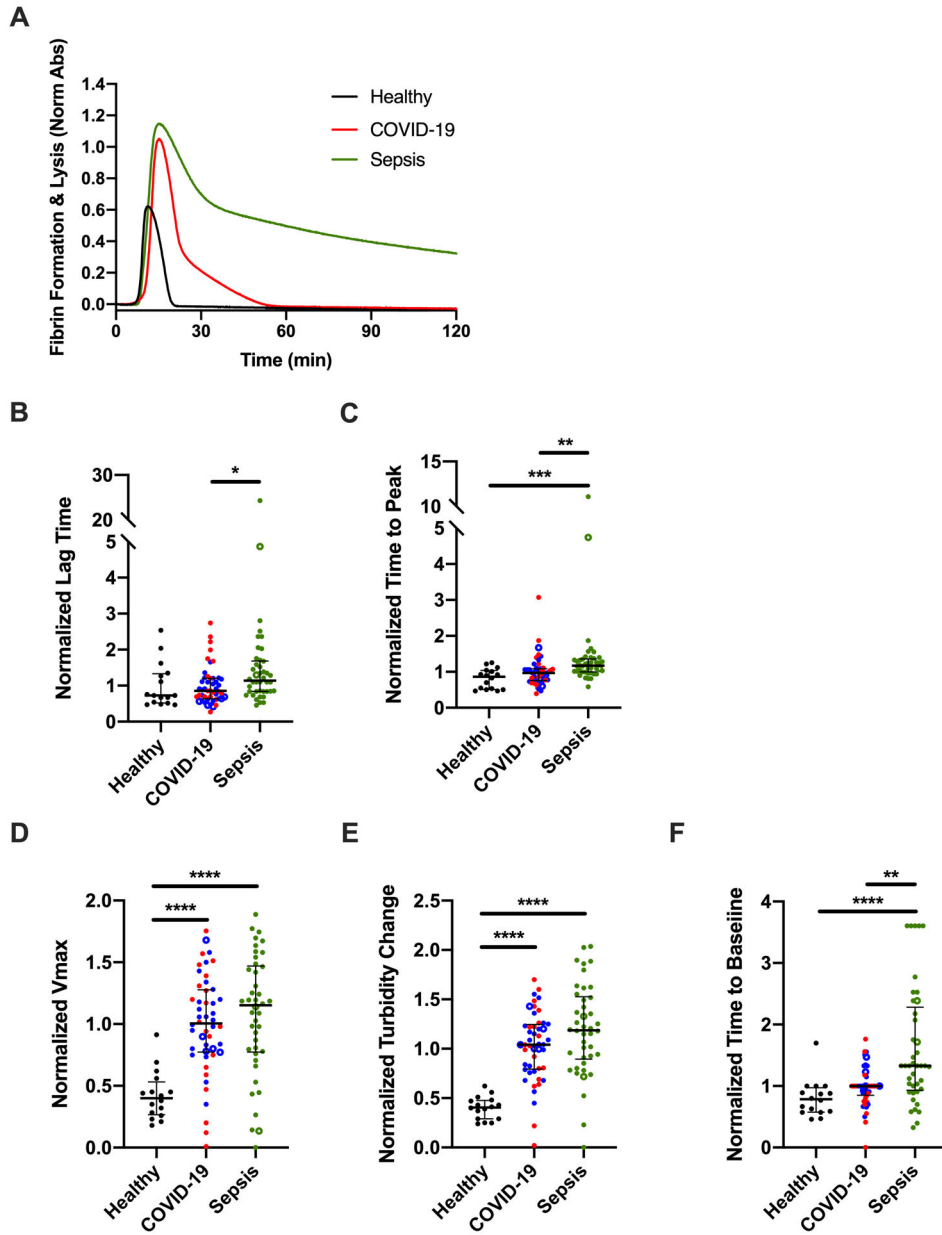 A
Fibrin Formation & Lysis (Norm Abs)
1.4
1.2
1.0
0.8
0.6
0.4
0.2
0.0
0 30 60 90 120
Time (min)
Healthy
COVID-19
Sepsis
B
Normalized Lag Time
30
20
5
4
3
2
1
0
*
Healthy COVID-19 Sepsis
C
Normalized Time to Peak
15
10
5
4
3
2
1
0
**
***
Healthy COVID-19 Sepsis
D
Normalized Vmax
2.0
1.5
1.0
0.5
0.0
****
****
Healthy COVID-19 Sepsis
E
Normalized Turbidity Change
2.5
2.0
1.5
1.0
0.5
0.0
****
****
Healthy COVID-19 Sepsis
F
Normalized Time to Baseliine
4
3
2
1
0
**
****
Healthy COVID-19 Sepsis